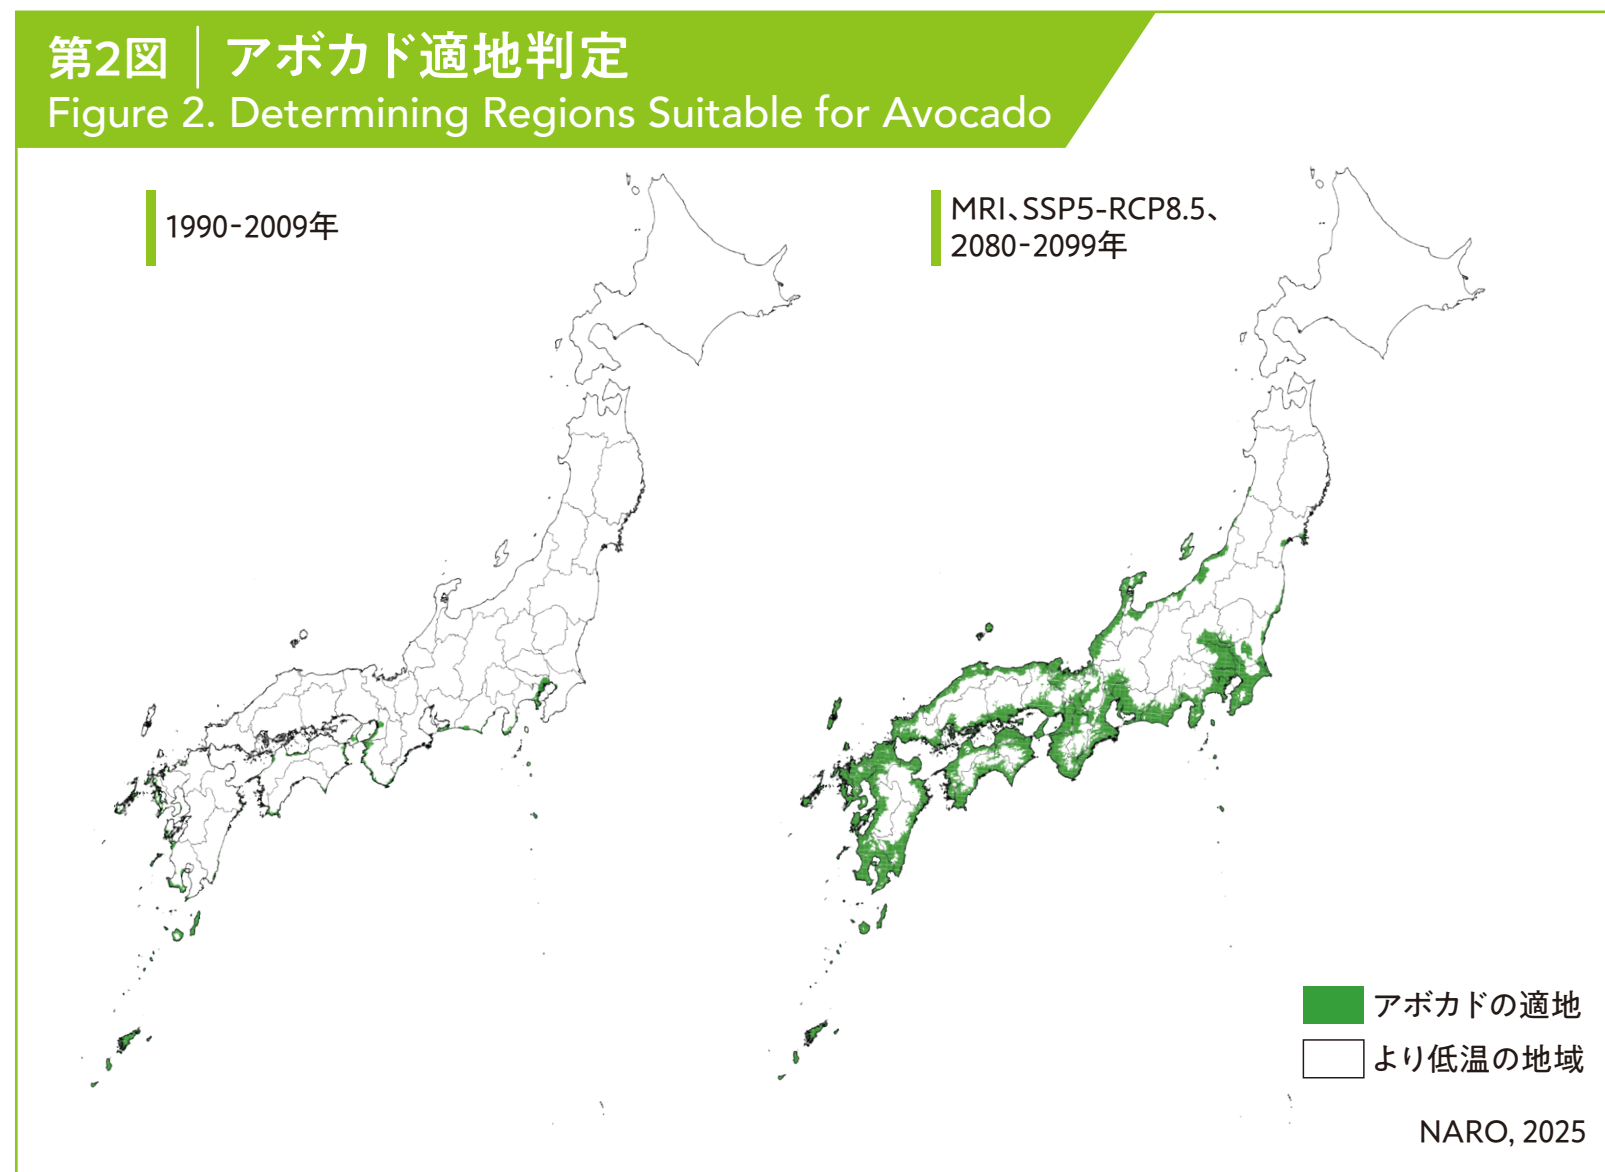 第2図 | アボカド適地判定
Figure 2. Determining Regions Suitable for Avocado
1990-2009年
MRI、SSP5-RCP8.5、
2080-2099年
アボカドの適地
より低温の地域
NARO, 2025